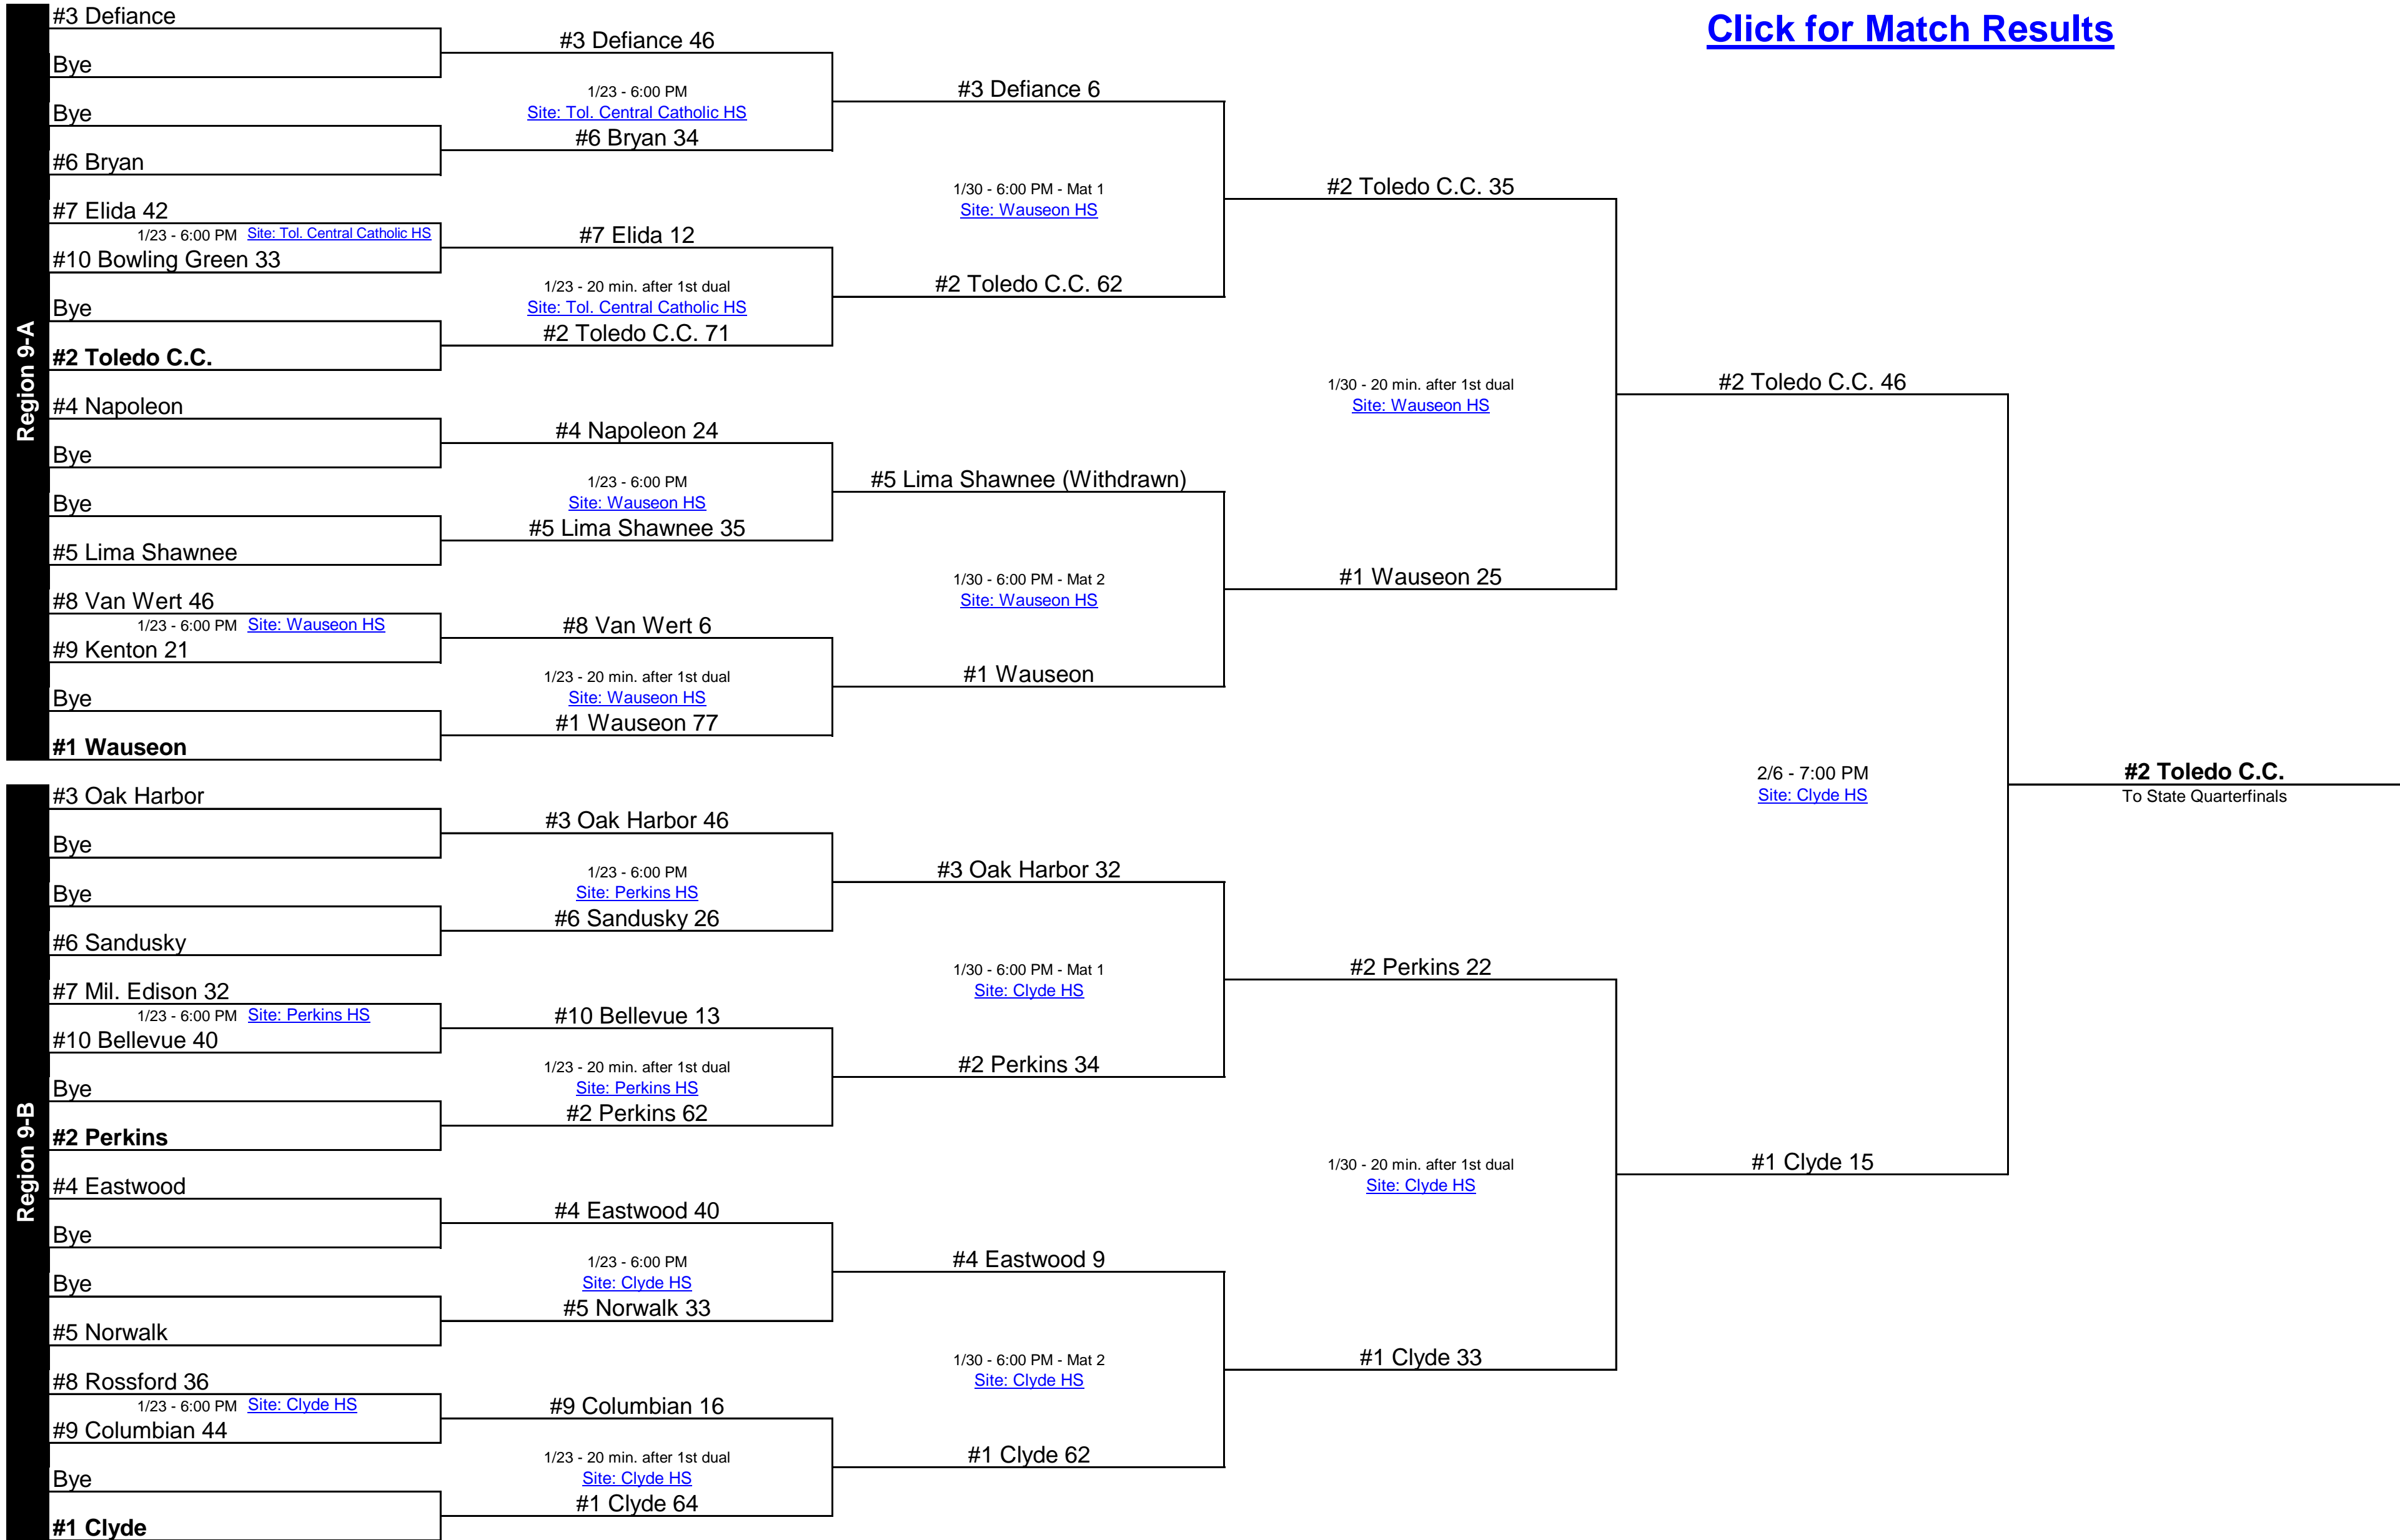 Click for Match Results
Region 9-A
#3 Defiance
Bye
Bye
#6 Bryan
#7 Elida 42
1/23 - 6:00 PM Site: Tol. Central Catholic HS
#10 Bowling Green 33
Bye
#2 Toledo C.C.
#4 Napoleon
Bye
Bye
#5 Lima Shawnee
#8 Van Wert 46
1/23 - 6:00 PM Site: Wauseon HS
#9 Kenton 21
Bye
#1 Wauseon
#3 Defiance 46
1/23 - 6:00 PM
Site: Tol. Central Catholic HS
#6 Bryan 34
#7 Elida 12
1/23 - 20 min. after 1st dual
Site: Tol. Central Catholic HS
#2 Toledo C.C. 71
#4 Napoleon 24
1/23 - 6:00 PM
Site: Wauseon HS
#5 Lima Shawnee 35
#8 Van Wert 6
1/23 - 20 min. after 1st dual
Site: Wauseon HS
#1 Wauseon 77
#3 Defiance 6
1/30 - 6:00 PM - Mat 1
Site: Wauseon HS
#2 Toledo C.C. 62
#5 Lima Shawnee (Withdrawn)
1/30 - 6:00 PM - Mat 2
Site: Wauseon HS
#1 Wauseon
#2 Toledo C.C. 35
1/30 - 20 min. after 1st dual
Site: Wauseon HS
#1 Wauseon 25
Region 9-B
#3 Oak Harbor
Bye
Bye
#6 Sandusky
#7 Mil. Edison 32
1/23 - 6:00 PM Site: Perkins HS
#10 Bellevue 40
Bye
#2 Perkins
#4 Eastwood
Bye
Bye
#5 Norwalk
#8 Rossford 36
1/23 - 6:00 PM Site: Clyde HS
#9 Columbian 44
Bye
#1 Clyde
#3 Oak Harbor 46
1/23 - 6:00 PM
Site: Perkins HS
#6 Sandusky 26
#10 Bellevue 13
1/23 - 20 min. after 1st dual
Site: Perkins HS
#2 Perkins 62
#4 Eastwood 40
1/23 - 6:00 PM
Site: Clyde HS
#5 Norwalk 33
#9 Columbian 16
1/23 - 20 min. after 1st dual
Site: Clyde HS
#1 Clyde 64
#3 Oak Harbor 32
1/30 - 6:00 PM - Mat 1
Site: Clyde HS
#2 Perkins 34
#4 Eastwood 9
1/30 - 6:00 PM - Mat 2
Site: Clyde HS
#1 Clyde 62
#2 Perkins 22
1/30 - 20 min. after 1st dual
Site: Clyde HS
#1 Clyde 33
#2 Toledo C.C. 46
2/6 - 7:00 PM
Site: Clyde HS
#1 Clyde 15
#2 Toledo C.C.
To State Quarterfinals